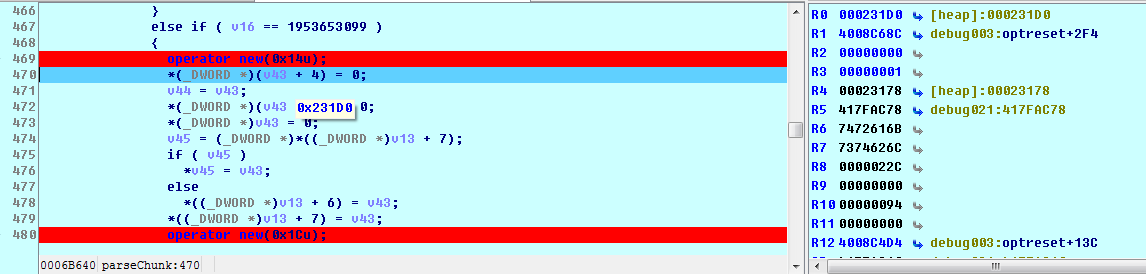 466 }
467 else if ( v16 == 1953653099 )
468 {
469 operator new(0x14u);
470 *(_DWORD *)(v43 + 4) = 0;
471 v44 = v43;
472 *(_DWORD *)(v43 0x231D0 0;
473 *(_DWORD *)v43 = 0;
474 v45 = (_DWORD *)*((_DWORD *)v13 + 7);
475 if ( v45 )
476 *v45 = v43;
477 else
478 *((_DWORD *)v13 + 6) = v43;
479 *((_DWORD *)v13 + 7) = v43;
480 operator new(0x1Cu);
0006B640 parseChunk:470
R0 000231D0 [heap]:000231D0
R1 4008C68C debug003:optreset+2F4
R2 00000000
R3 00000001
R4 00023178 [heap]:00023178
R5 417FAC78 debug021:417FAC78
R6 7472616B
R7 7374626C
R8 0000022C
R9 00000000
R10 00000094
R11 00000000
R12 4008C4D4 debug003:optreset+13C